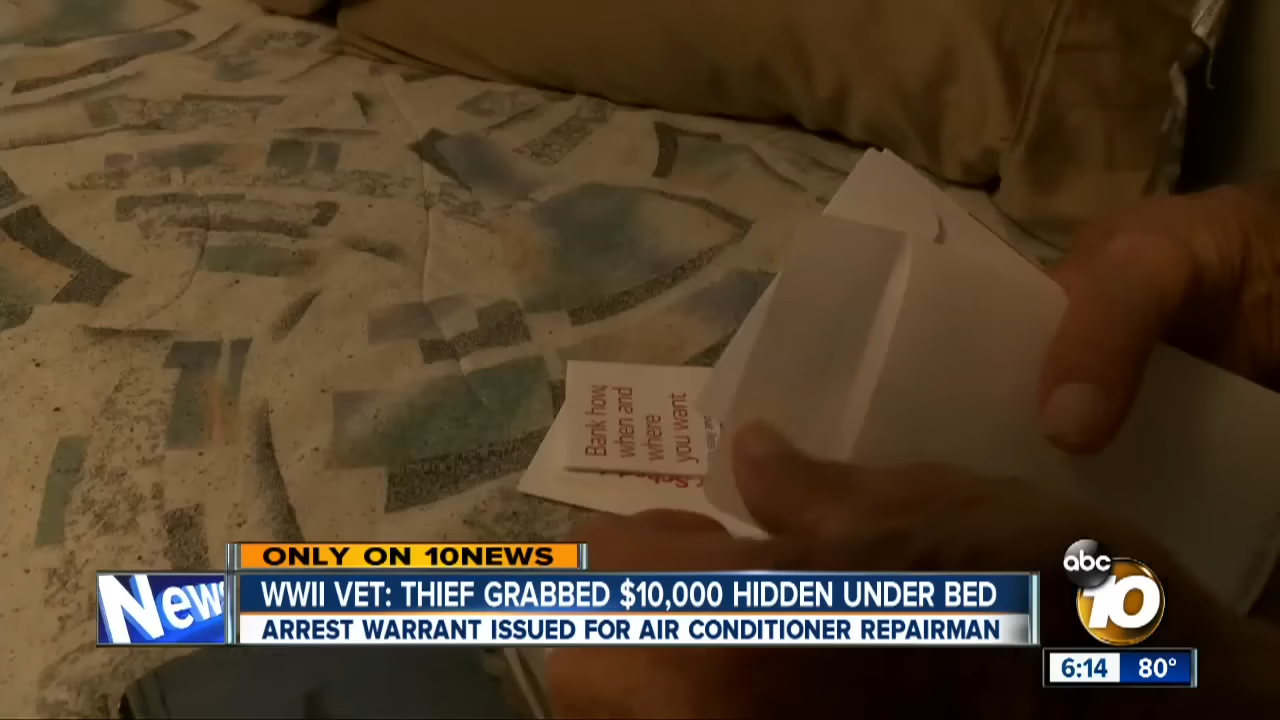 Bank how
when and
where
you want
ONLY ON 10NEWS
News
WWII VET: THIEF GRABBED $10,000 HIDDEN UNDER BED
ARREST WARRANT ISSUED FOR AIR CONDITIONER REPAIRMAN
abc
10
6:14 80°